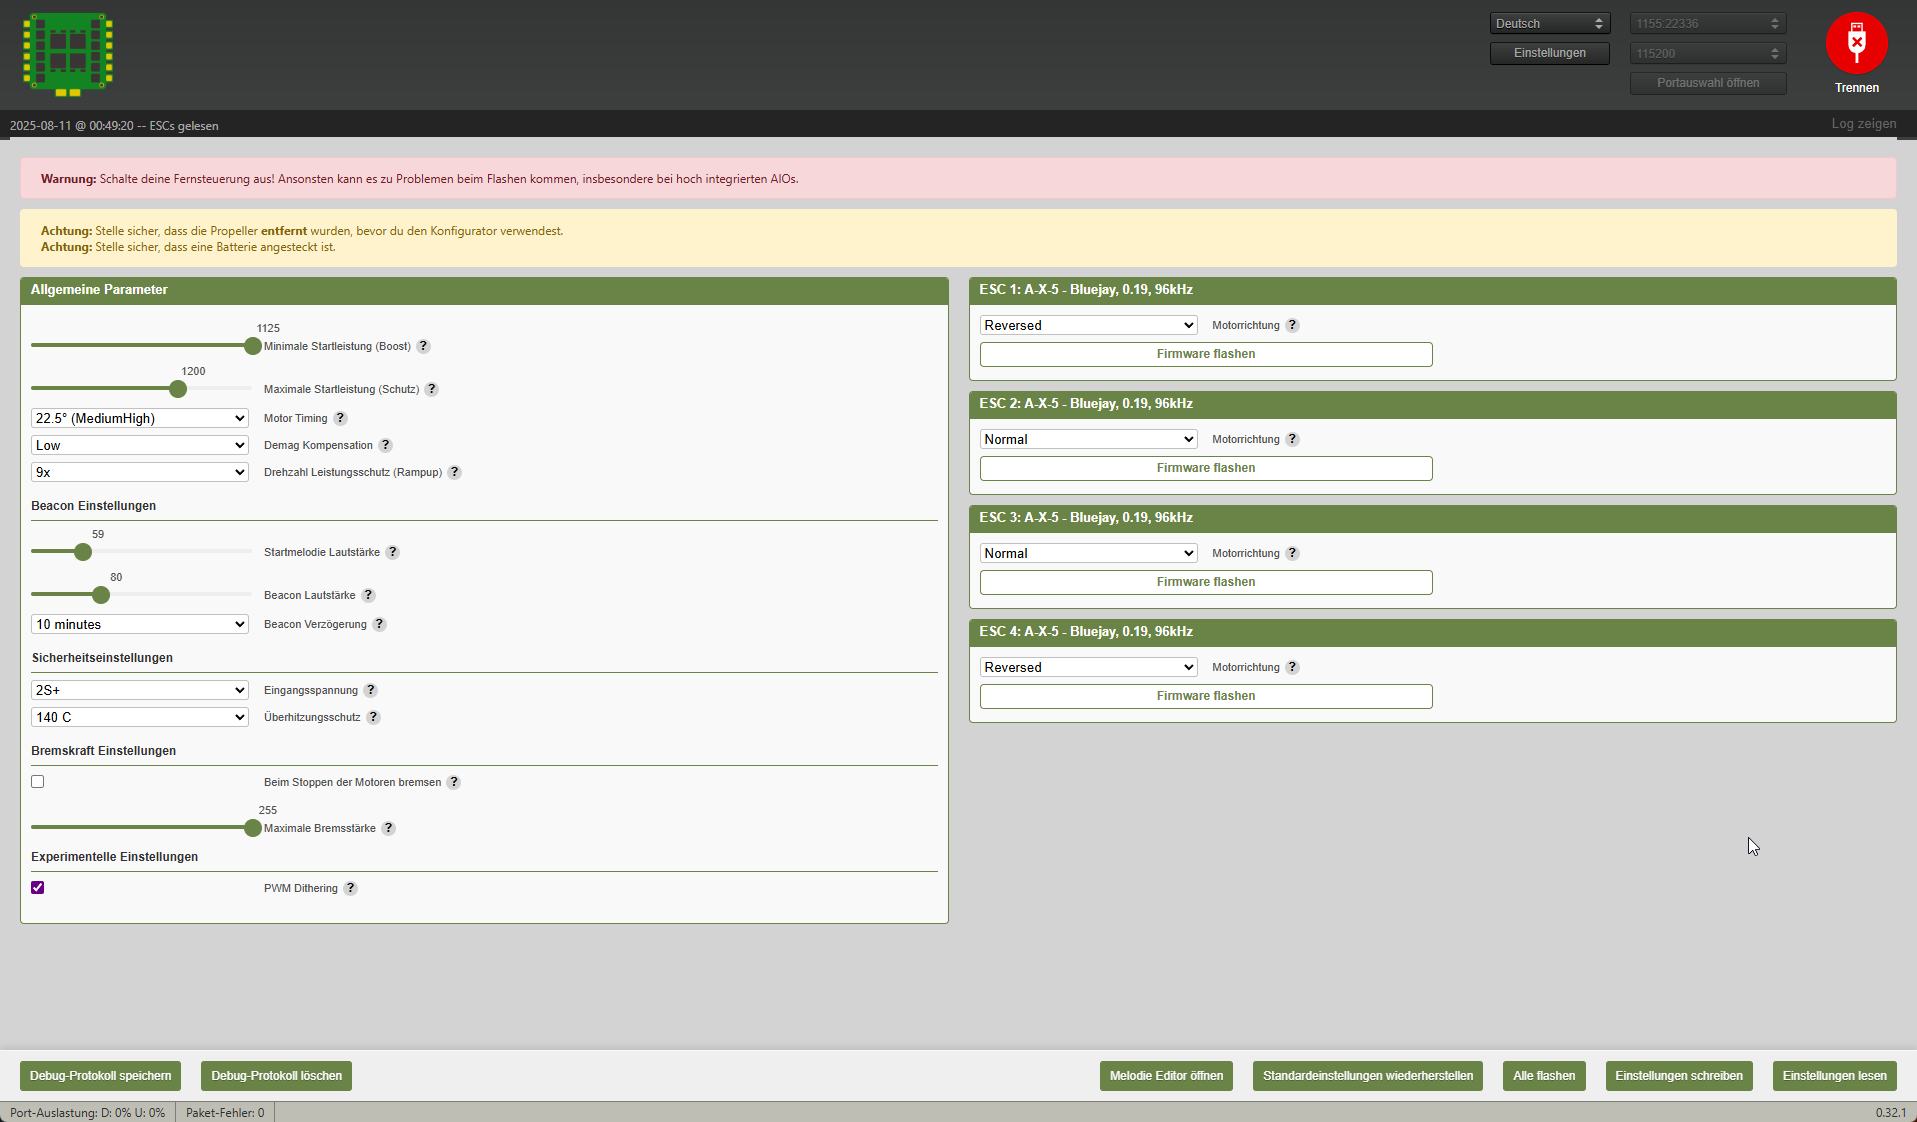 Deutsch
1155:22336
Einstellungen
115200
Portauswahl öffnen
Trennen
2025-08-11 @ 00:49:20 -- ESCs gelesen
Log zeigen
Warnung: Schalte deine Fernsteuerung aus! Ansonsten kann es zu Problemen beim Flashen kommen, insbesondere bei hoch integrierten AIOs.
Achtung: Stelle sicher, dass die Propeller entfernt wurden, bevor du den Konfigurator verwendest.
Achtung: Stelle sicher, dass eine Batterie angesteckt ist.
Allgemeine Parameter
1125
Minimale Startleistung (Boost) ?
1200
Maximale Startleistung (Schutz) ?
22.5° (MediumHigh) Motor Timing ?
Low Demag Kompensation ?
9x Drehzahl Leistungsschutz (Rampup) ?
Beacon Einstellungen
59
Startmelodie Lautstärke ?
80
Beacon Lautstärke ?
10 minutes Beacon Verzögerung ?
Sicherheitseinstellungen
2S+ Eingangsspannung ?
140 C Überhitzungsschutz ?
Bremskraft Einstellungen
Beim Stoppen der Motoren bremsen ?
255
Maximale Bremsstärke ?
Experimentelle Einstellungen
PWM Dithering ?
ESC 1: A-X-5 - Bluejay, 0.19, 96kHz
Reversed Motorrichtung ?
Firmware flashen
ESC 2: A-X-5 - Bluejay, 0.19, 96kHz
Normal Motorrichtung ?
Firmware flashen
ESC 3: A-X-5 - Bluejay, 0.19, 96kHz
Normal Motorrichtung ?
Firmware flashen
ESC 4: A-X-5 - Bluejay, 0.19, 96kHz
Reversed Motorrichtung ?
Firmware flashen
Debug-Protokoll speichern
Debug-Protokoll löschen
Melodie Editor öffnen
Standardeinstellungen wiederherstellen
Alle flashen
Einstellungen schreiben
Einstellungen lesen
Port-Auslastung: D: 0% U: 0%
Paket-Fehler: 0
0.32.1